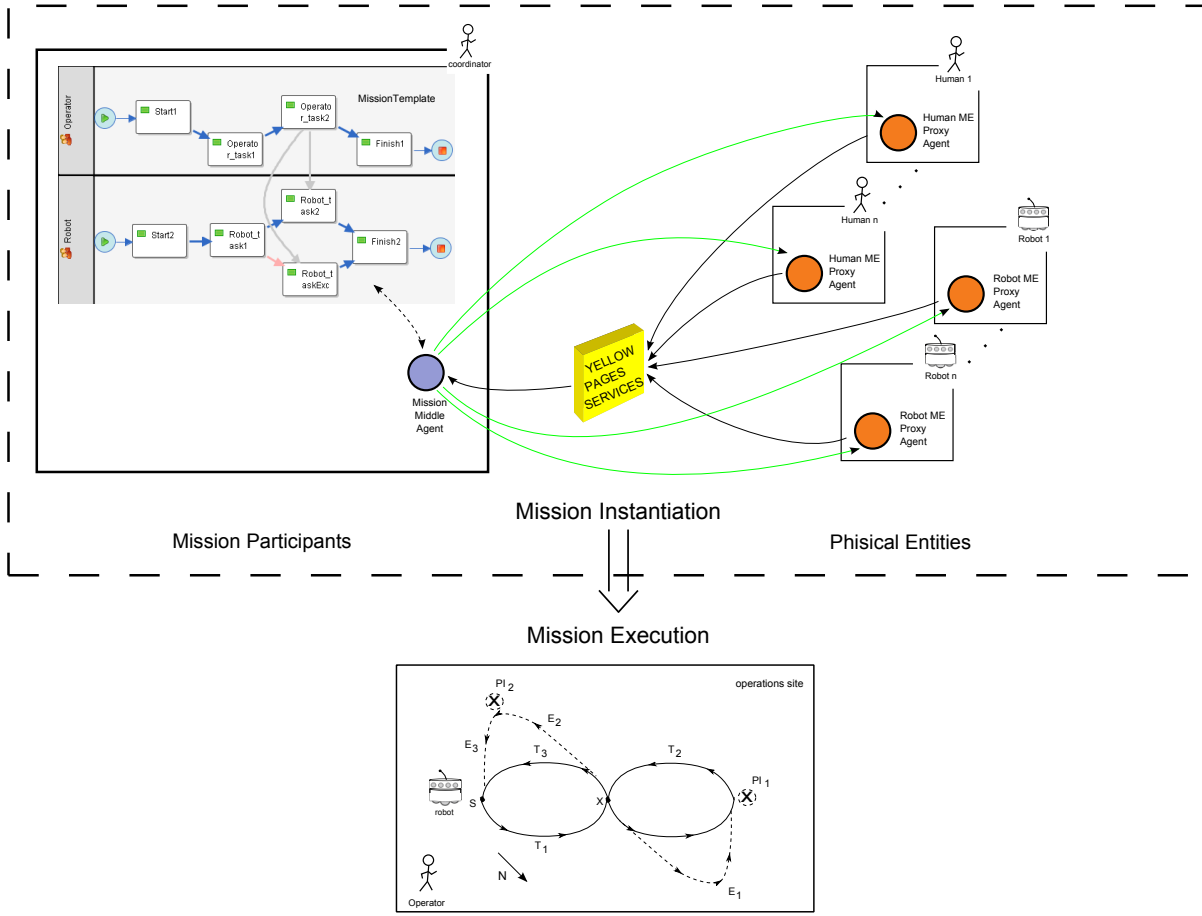 coordinator
Operator
MissionTemplate
Start1
Operat
or_task1
Operato
r_task2
Finish1
Robot
Start2
Robot_t
ask1
Robot_t
ask2
Robot_t
askExc
Finish2
Mission
Middle
Agent
YELLOW
PAGES
SERVICES
Human 1
Human ME
Proxy
Agent
Human n
Human ME
Proxy
Agent
Robot 1
Robot ME
Proxy
Agent
Robot n
Robot ME
Proxy
Agent
Mission Instantiation
Mission Participants
Phisical Entities
Mission Execution
operations site
PI 2
X
E2
E3
T3
T2
PI 1
X
robot
S
X
T1
N
E1
Operator